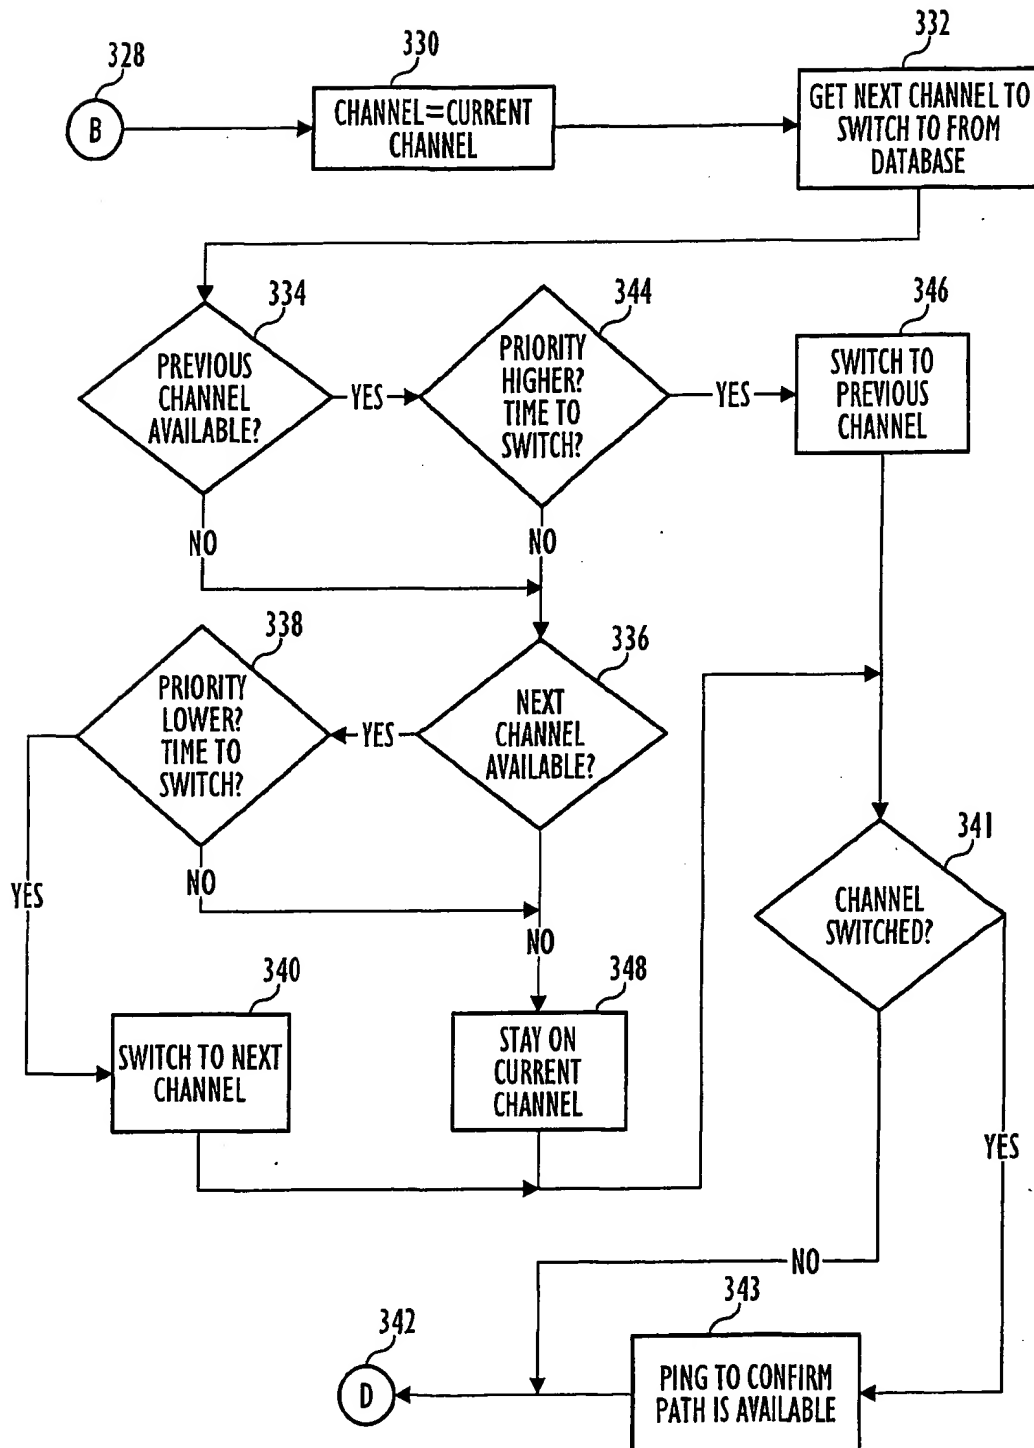 328
B
330
CHANNEL=CURRENT
CHANNEL
332
GET NEXT CHANNEL TO
SWITCH TO FROM
DATABASE
334
PREVIOUS
CHANNEL
AVAILABLE?
YES
NO
344
PRIORITY
HIGHER?
TIME TO
SWITCH?
YES
NO
346
SWITCH TO
PREVIOUS
CHANNEL
338
PRIORITY
LOWER?
TIME TO
SWITCH?
YES
NO
336
NEXT
CHANNEL
AVAILABLE?
YES
NO
341
CHANNEL
SWITCHED?
YES
NO
340
SWITCH TO NEXT
CHANNEL
348
STAY ON
CURRENT
CHANNEL
342
D
343
PING TO CONFIRM
PATH IS AVAILABLE